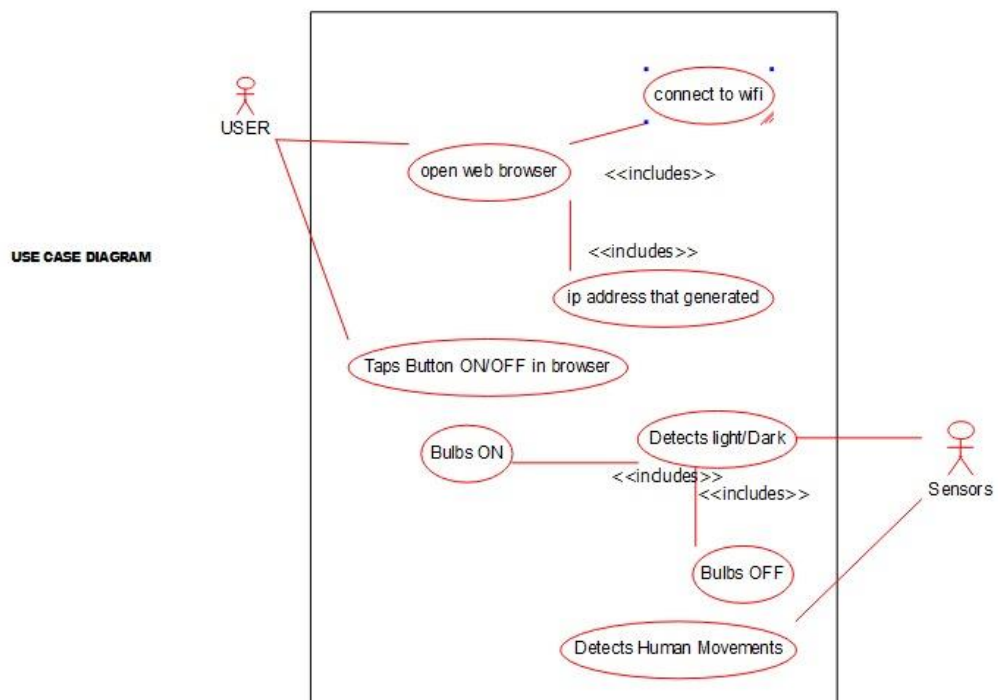 connect to wifi
USER
open web browser
<<includes>>
USE CASE DIAGRAM
<<includes>>
ip address that generated
Taps Button ON/OFF in browser
Detects light/Dark
Bulbs ON
<<includes>>
Sensors
<<includes>>
Bulbs OFF
Detects Human Movements